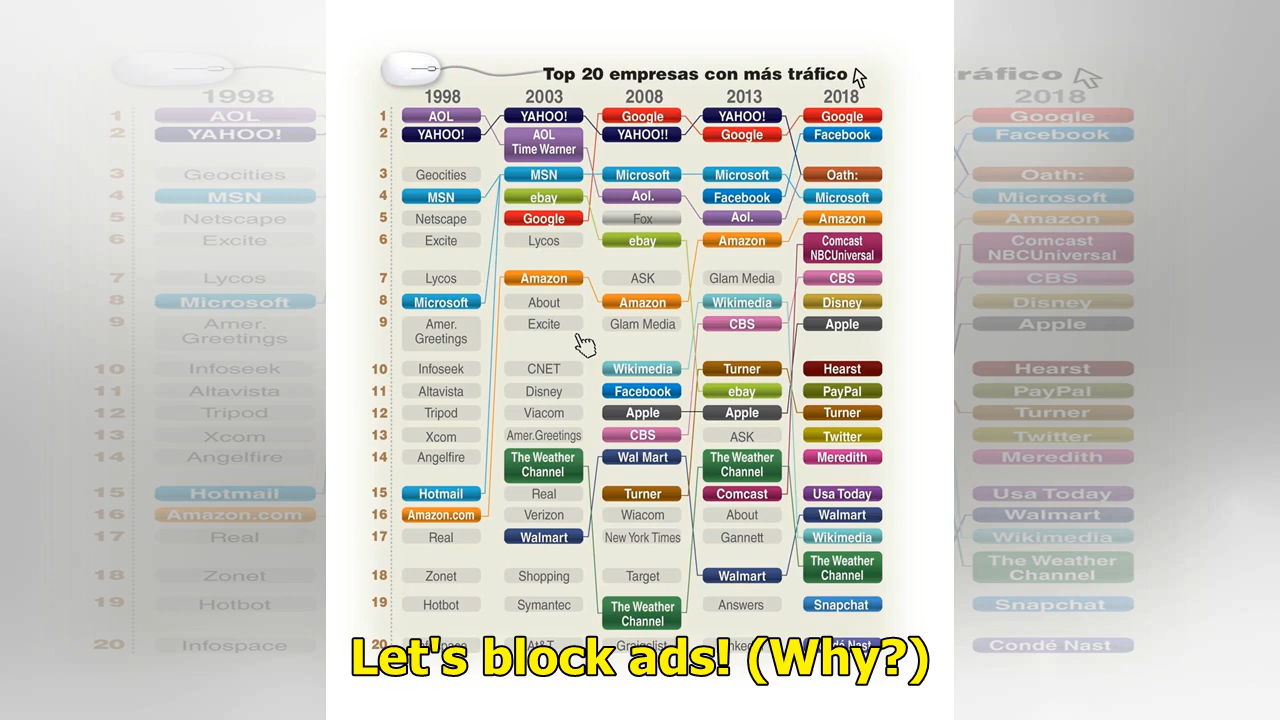 Top 20 empresas con más tráfico
1998 2003 2008 2013 2018
1 AOL YAHOO! Google YAHOO! Google
2 YAHOO! AOL Time Warner YAHOO!! Google Facebook
3 Geocities MSN Microsoft Microsoft Oath:
4 MSN ebay Aol. Facebook Microsoft
5 Netscape Google Fox Aol. Amazon
6 Excite Lycos ebay Amazon Comcast NBCUniversal
7 Lycos Amazon ASK Glam Media CBS
8 Microsoft About Amazon Wikimedia Disney
9 Amer. Greetings Excite Glam Media CBS Apple
10 Infoseek CNET Wikimedia Turner Hearst
11 Altavista Disney Facebook ebay PayPal
12 Tripod Viacom Apple Apple Turner
13 Xcom Amer.Greetings CBS ASK Twitter
14 Angelfire The Weather Channel Wal Mart The Weather Channel Meredith
15 Hotmail Real Turner Comcast Usa Today
16 Amazon.com Verizon Wiacom About Walmart
17 Real Walmart New York Times Gannett Wikimedia
18 Zonet Shopping Target Walmart The Weather Channel
19 Hotbot Symantec The Weather Channel Answers Snapchat
20 Infospace At&T Condé Nast
Let's block ads! (Why?)